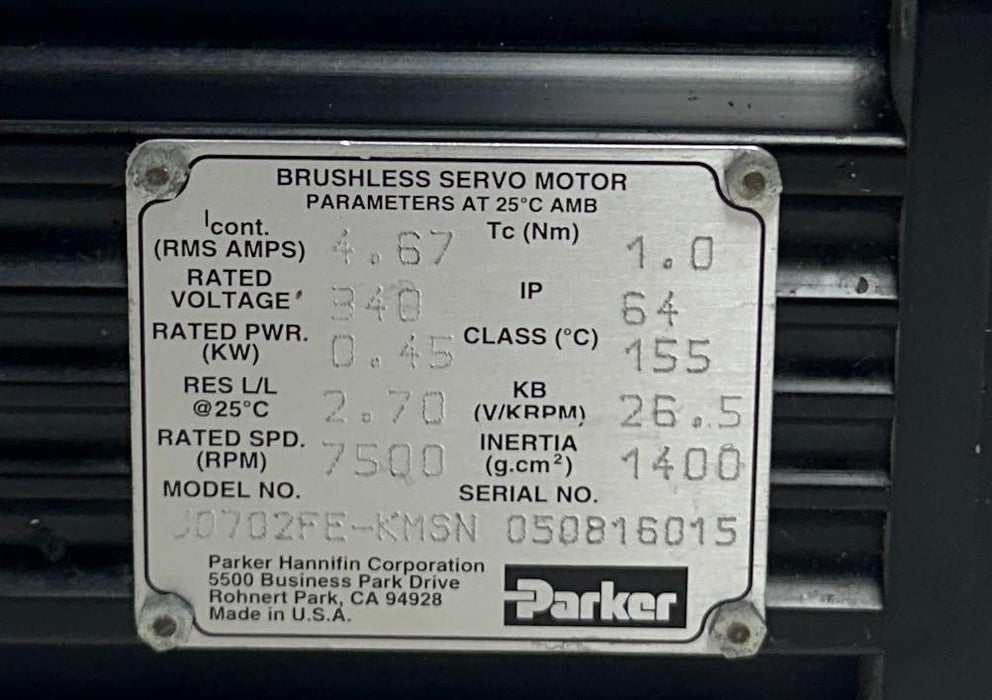 BRUSHLESS SERVO MOTOR
PARAMETERS AT 25°C AMB
Icont. (RMS AMPS) 4.67 Tc (Nm) 1.0
RATED VOLTAGE 340 IP 64
RATED PWR. (KW) 0.45 CLASS (°C) 155
RES L/L @25°C 2.70 KB (V/KRPM) 26.5
RATED SPD. (RPM) 7500 INERTIA (g.cm²) 1400
MODEL NO. SERIAL NO.
J0702FE-KMSN 050816015
Parker Hannifin Corporation
5500 Business Park Drive
Rohnert Park, CA 94928
Made in U.S.A.
Parker